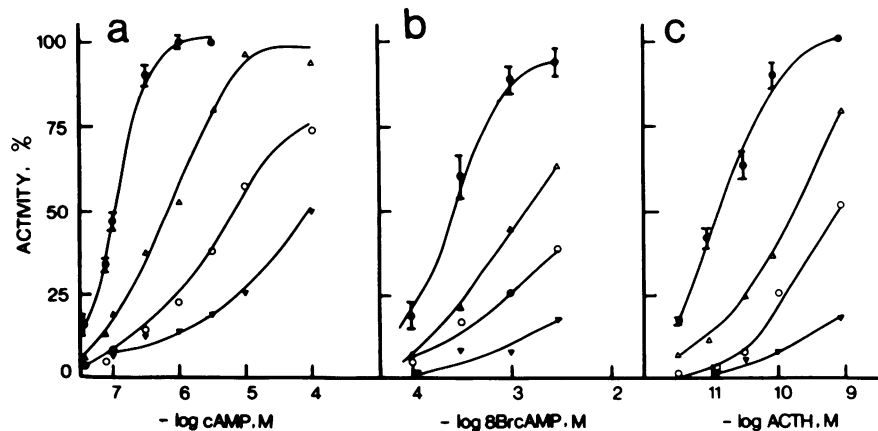 a
b
c
ACTIVITY, %
100
75
50
25
0
7 6 5 4
4 3 2
11 10 9
- log cAMP, M
- log 8BrcAMP, M
- log ACTH, M